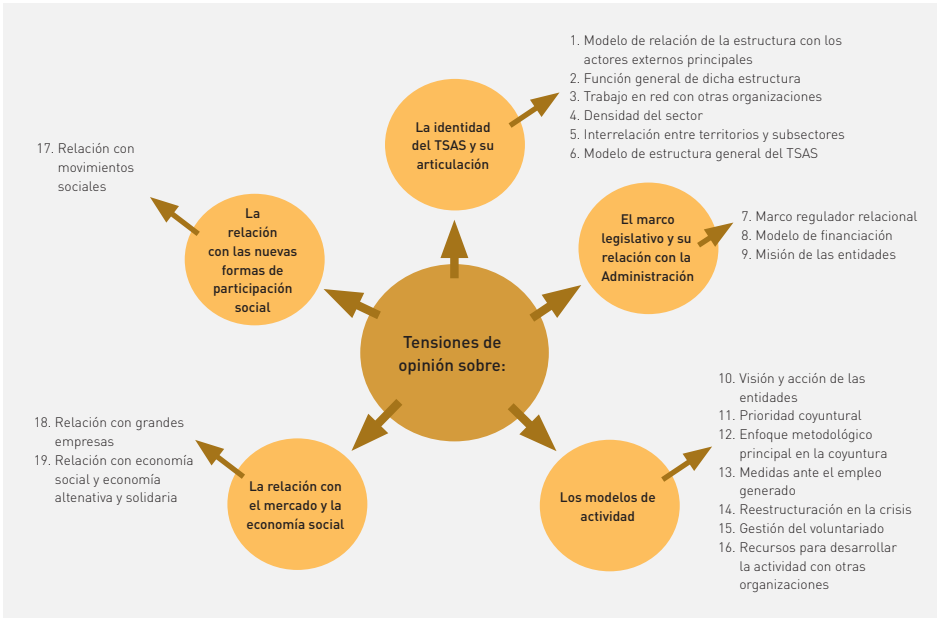 Tensiones de
opinión sobre:
La identidad
del TSAS y su
articulación
1. Modelo de relación de la estructura con los
actores externos principales
2. Función general de dicha estructura
3. Trabajo en red con otras organizaciones
4. Densidad del sector
5. Interrelación entre territorios y subsectores
6. Modelo de estructura general del TSAS
El marco
legislativo y su
relación con la
Administración
7. Marco regulador relacional
8. Modelo de financiación
9. Misión de las entidades
Los modelos de
actividad
10. Visión y acción de las
entidades
11. Prioridad coyuntural
12. Enfoque metodológico
principal en la coyuntura
13. Medidas ante el empleo
generado
14. Reestructuración en la crisis
15. Gestión del voluntariado
16. Recursos para desarrollar
la actividad con otras
organizaciones
La
relación
con las nuevas
formas de
participación
social
17. Relación con
movimientos
sociales
La relación con
el mercado y la
economía social
18. Relación con grandes
empresas
19. Relación con economía
social y economía
altenativa y solidaria